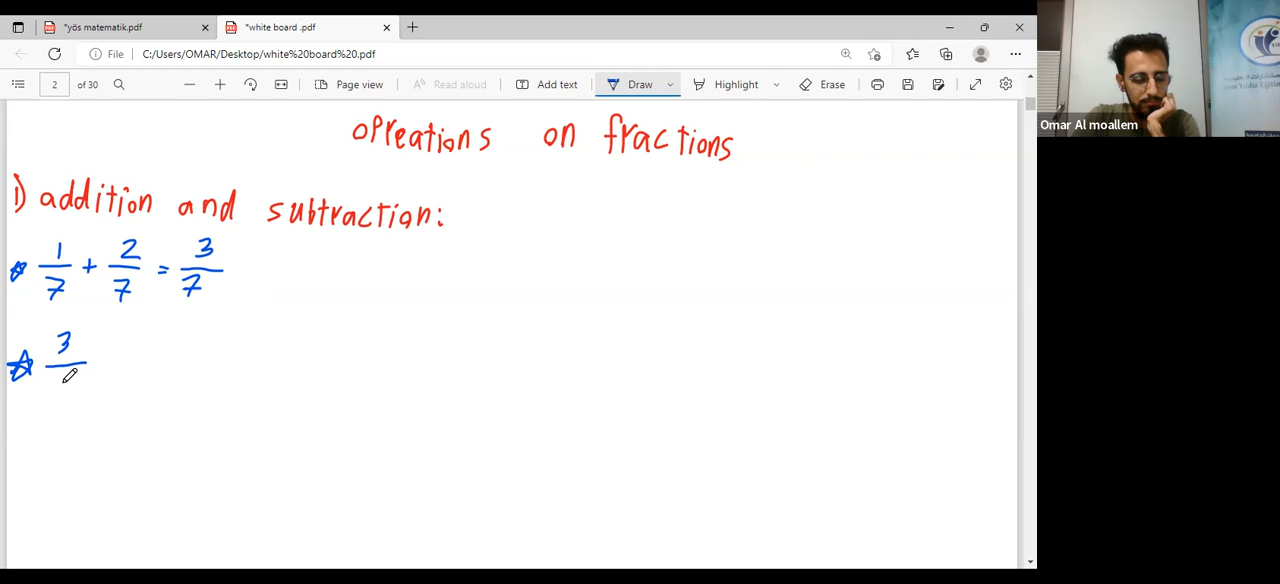 *yös matematik.pdf *white board .pdf
File C:/Users/OMAR/Desktop/white%20board%20.pdf
2 of 30 Page view Read aloud Add text Draw Highlight Erase
Omar Al moallem
opreations on fractions
1) addition and subtraction:
1/7 + 2/7 = 3/7
3